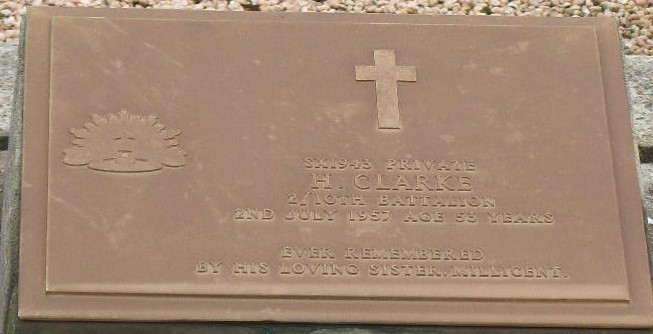 SX1943 PRIVATE
H. CLARKE
2/10TH BATTALION
2ND JULY 1957 AGE 53 YEARS
EVER REMEMBERED
BY HIS LOVING SISTER, MILLICENT.